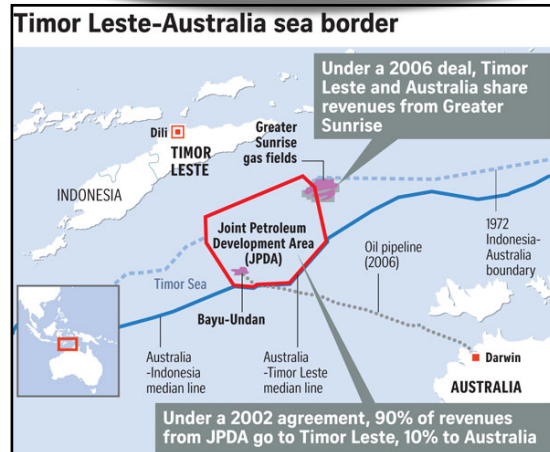 Timor Leste-Australia sea border
Under a 2006 deal, Timor
Leste and Australia share
revenues from Greater
Sunrise
Dili
TIMOR
LESTE
Greater
Sunrise
gas fields
INDONESIA
Joint Petroleum
Development Area
(JPDA)
1972
Indonesia-
Australia
boundary
Oil pipeline
(2006)
Timor Sea
Bayu-Undan
Australia
-Indonesia
median line
Australia
-Timor Leste
median line
Darwin
AUSTRALIA
Under a 2002 agreement, 90% of revenues
from JPDA go to Timor Leste, 10% to Australia